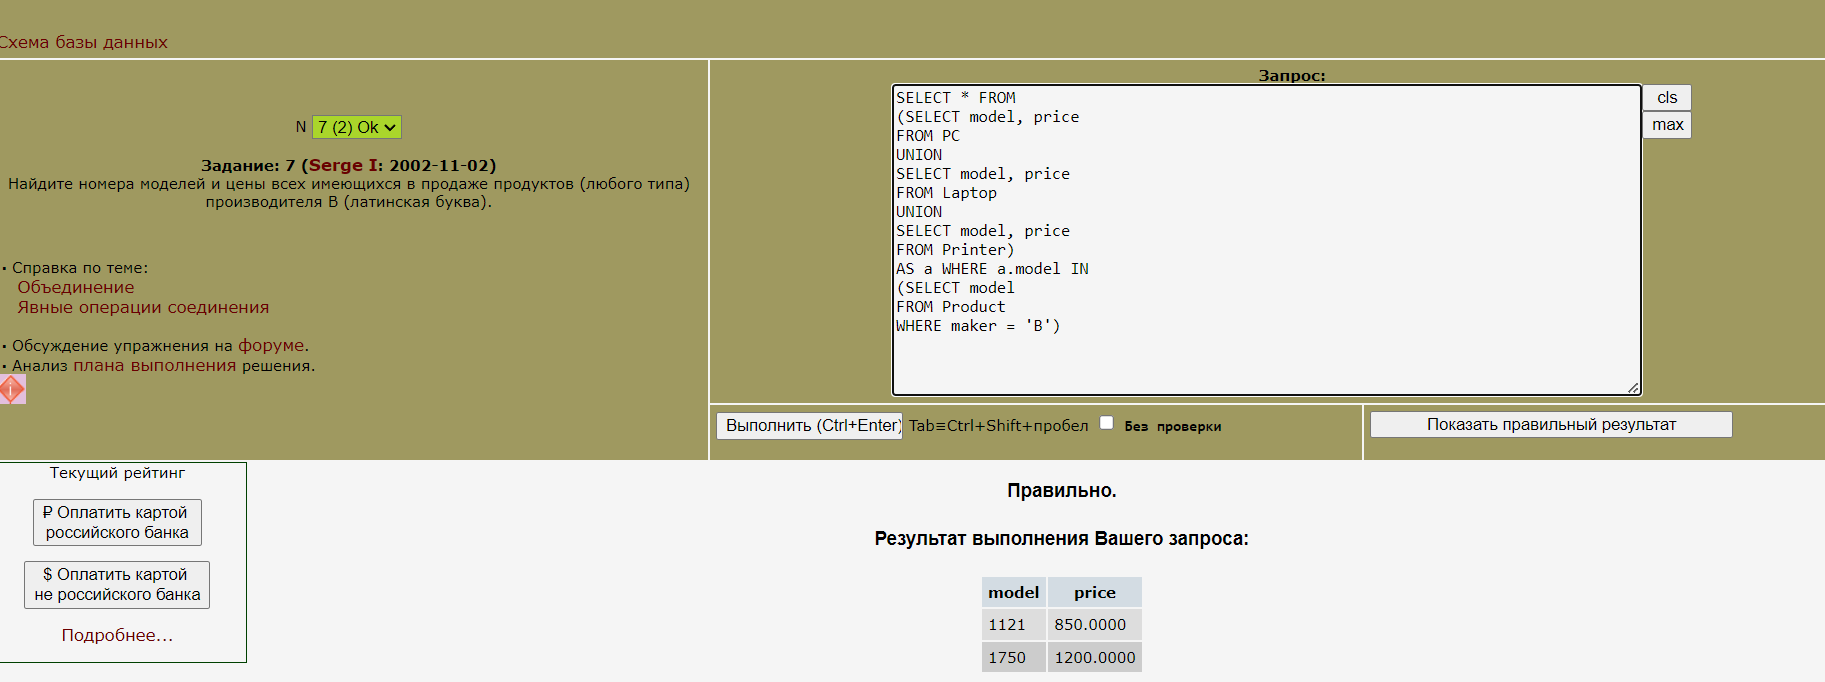 Схема базы данных
N 7 (2) Ok
Задание: 7 (Serge I: 2002-11-02)
Найдите номера моделей и цены всех имеющихся в продаже продуктов (любого типа)
производителя B (латинская буква).
· Справка по теме:
Объединение
Явные операции соединения
· Обсуждение упражнения на форуме.
· Анализ плана выполнения решения.
Запрос:
SELECT * FROM
(SELECT model, price
FROM PC
UNION
SELECT model, price
FROM Laptop
UNION
SELECT model, price
FROM Printer)
AS a WHERE a.model IN
(SELECT model
FROM Product
WHERE maker = 'B')
cls
max
Выполнить (Ctrl+Enter) Tab≡Ctrl+Shift+пробел Без проверки
Показать правильный результат
Текущий рейтинг
₽ Оплатить картой
российского банка
$ Оплатить картой
не российского банка
Подробнее...
Правильно.
Результат выполнения Вашего запроса:
model price
1121 850.0000
1750 1200.0000